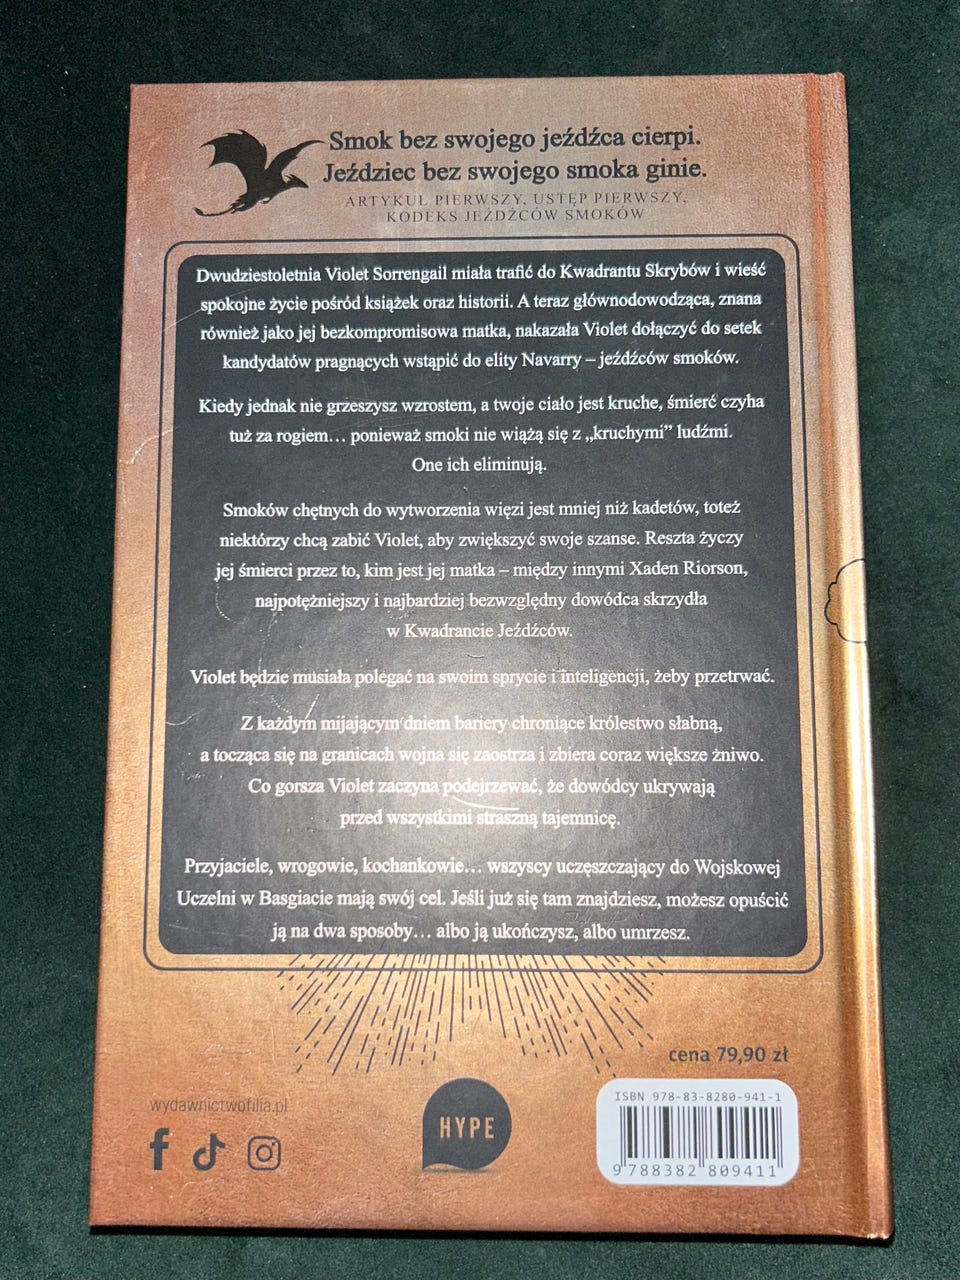 Smok bez swojego jeźdźca cierpi.
Jeździec bez swojego smoka ginie.
ARTYKUŁ PIERWSZY, USTĘP PIERWSZY,
KODEKS JEŹDŹCÓW SMOKÓW
Dwudziestoletnia Violet Sorrengail miała trafić do Kwadrantu Skrybów i wieść
spokojne życie pośród książek oraz historii. A teraz głównodowodząca, znana
również jako jej bezkompromisowa matka, nakazała Violet dołączyć do setek
kandydatów pragnących wstąpić do elity Navarry – jeźdźców smoków.
Kiedy jednak nie grzeszysz wzrostem, a twoje ciało jest kruche, śmierć czyha
tuż za rogiem… ponieważ smoki nie wiążą się z „kruchymi” ludźmi.
One ich eliminują.
Smoków chętnych do wytworzenia więzi jest mniej niż kadetów, toteż
niektórzy chcą zabić Violet, aby zwiększyć swoje szanse. Reszta życzy
jej śmierci przez to, kim jest jej matka – między innymi Xaden Riorson,
najpotężniejszy i najbardziej bezwzględny dowódca skrzydła
w Kwadrancie Jeźdźców.
Violet będzie musiała polegać na swoim sprycie i inteligencji, żeby przetrwać.
Z każdym mijającym dniem bariery chroniące królestwo słabną,
a tocząca się na granicach wojna się zaostrza i zbiera coraz większe żniwo.
Co gorsza Violet zaczyna podejrzewać, że dowódcy ukrywają
przed wszystkimi straszną tajemnicę.
Przyjaciele, wrogowie, kochankowie… wszyscy uczęszczający do Wojskowej
Uczelni w Basgiacie mają swój cel. Jeśli już się tam znajdziesz, możesz opuścić
ją na dwa sposoby… albo ją ukończysz, albo umrzesz.
cena 79,90 zł
wydawnictwofilia.pl
HYPE
ISBN 978-83-8280-941-1
9 788382 809411